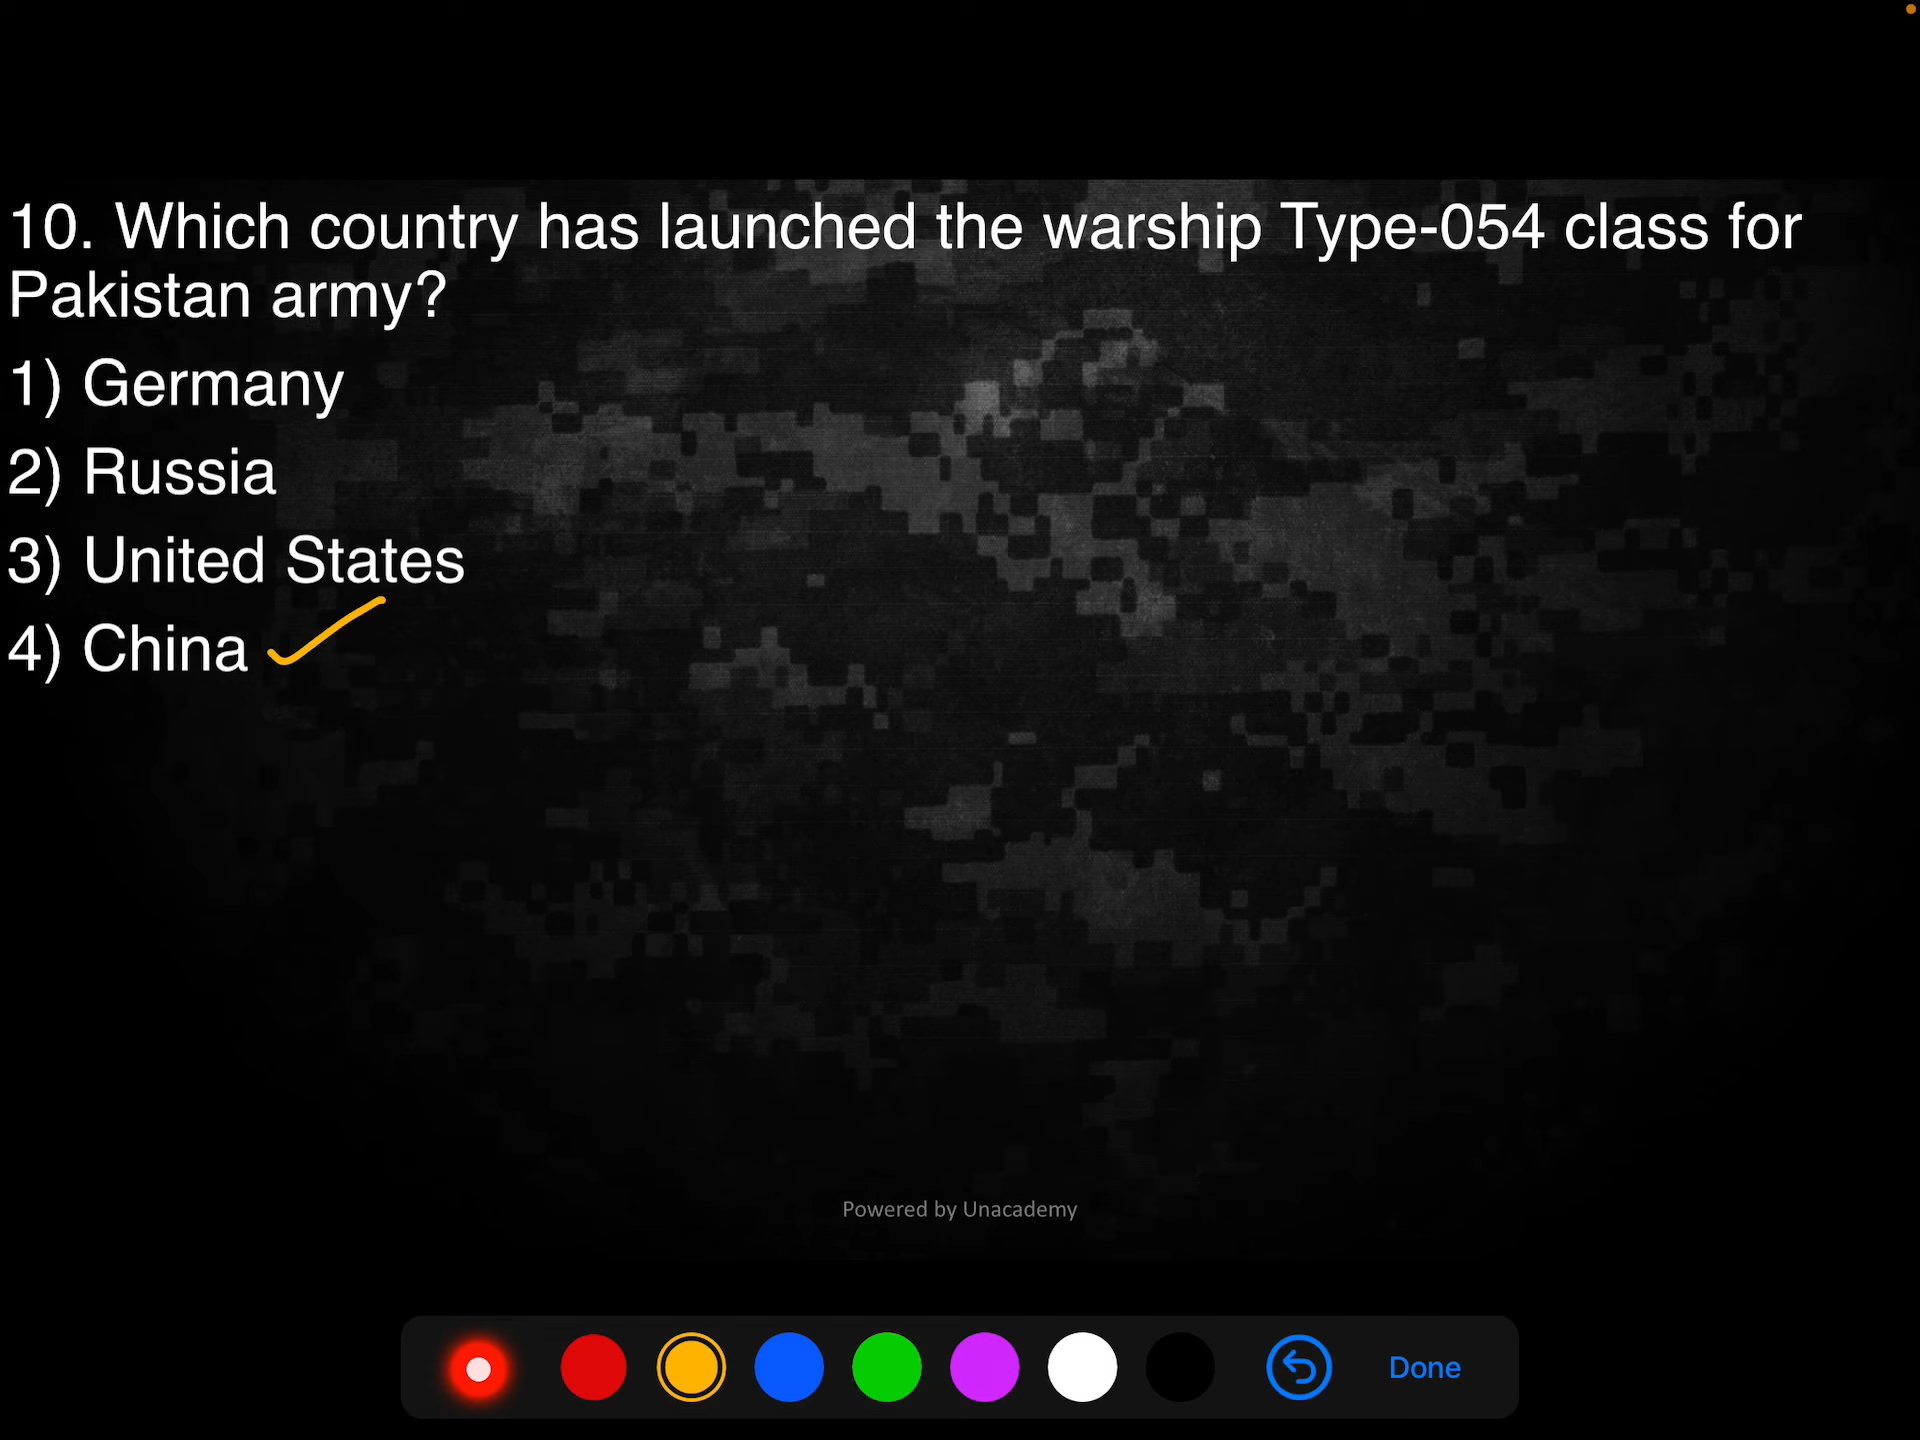 10. Which country has launched the warship Type-054 class for
Pakistan army?
1) Germany
2) Russia
3) United States
4) China
Powered by Unacademy
Done